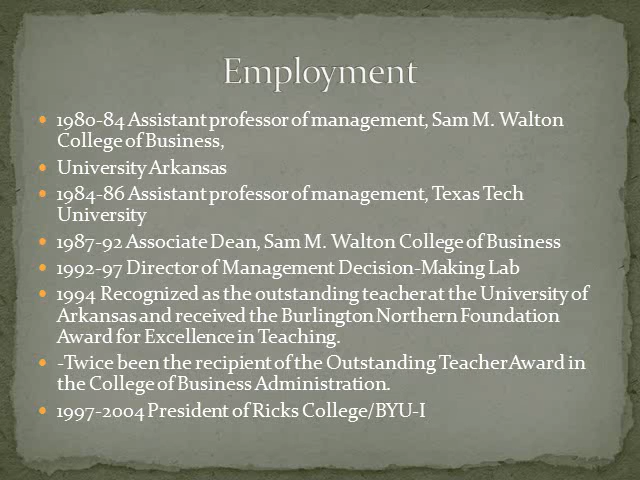 Employment
• 1980-84 Assistant professor of management, Sam M. Walton
College of Business,
• University Arkansas
• 1984-86 Assistant professor of management, Texas Tech
University
• 1987-92 Associate Dean, Sam M. Walton College of Business
• 1992-97 Director of Management Decision-Making Lab
• 1994 Recognized as the outstanding teacher at the University of
Arkansas and received the Burlington Northern Foundation
Award for Excellence in Teaching.
• -Twice been the recipient of the Outstanding Teacher Award in
the College of Business Administration.
• 1997-2004 President of Ricks College/BYU-I